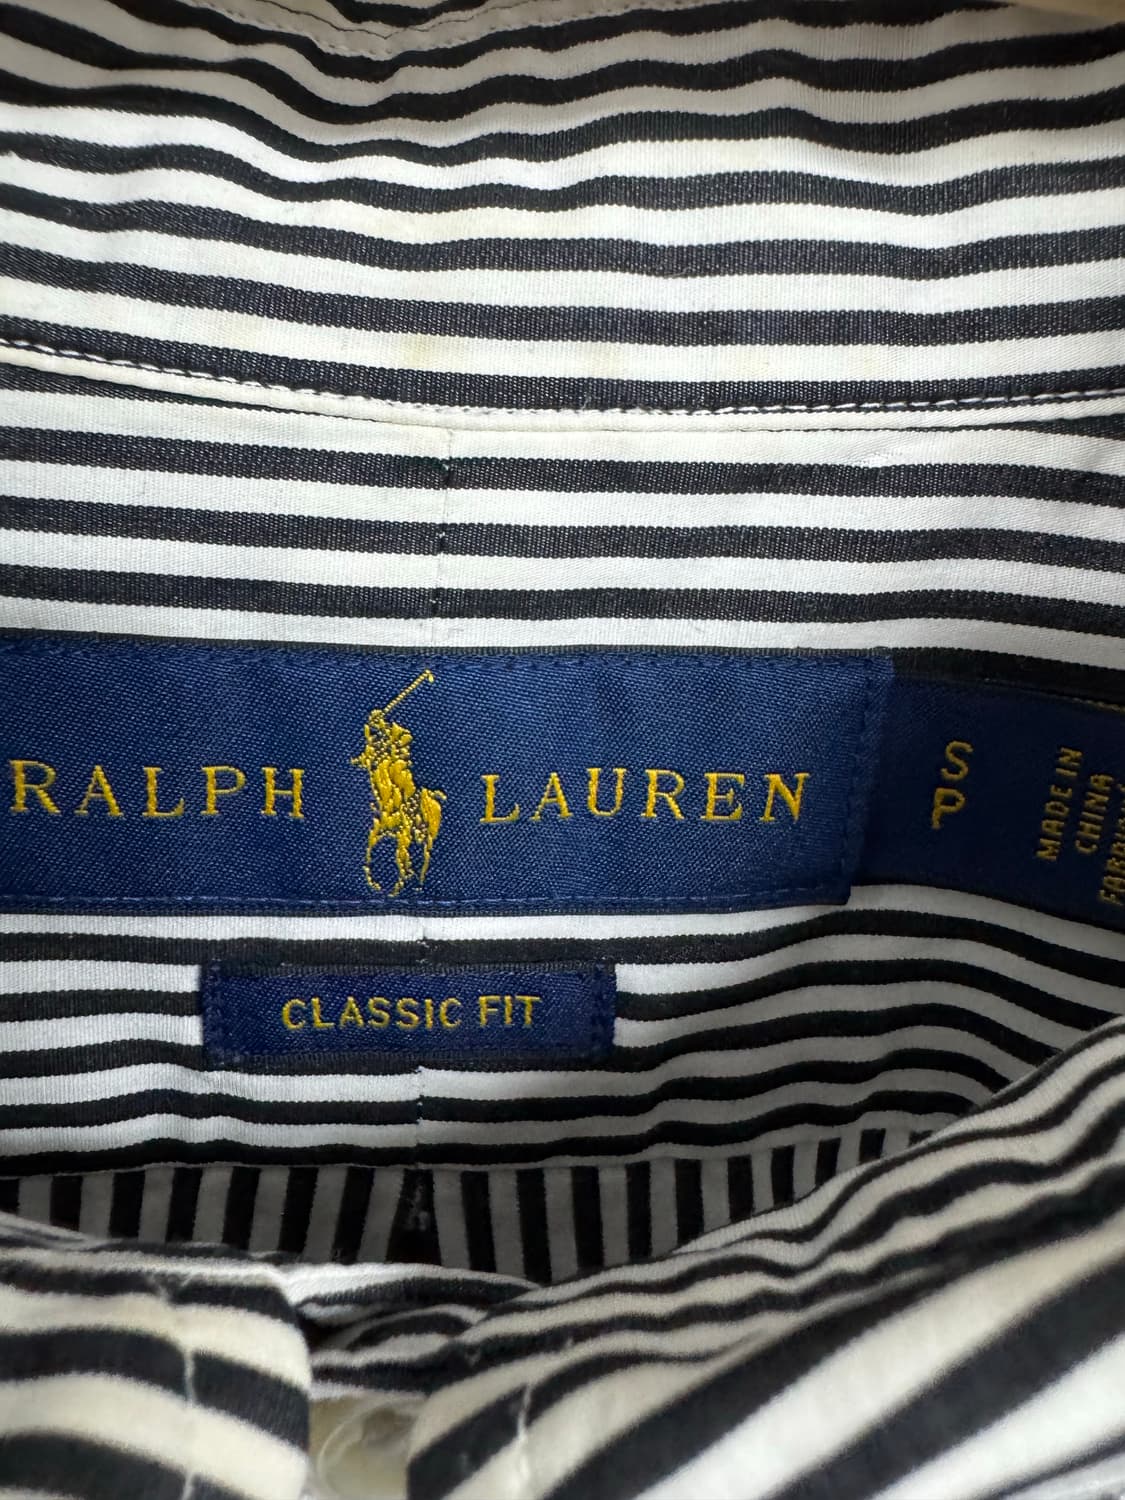 RALPH LAUREN
S
P
MADE IN
CHINA
CLASSIC FIT